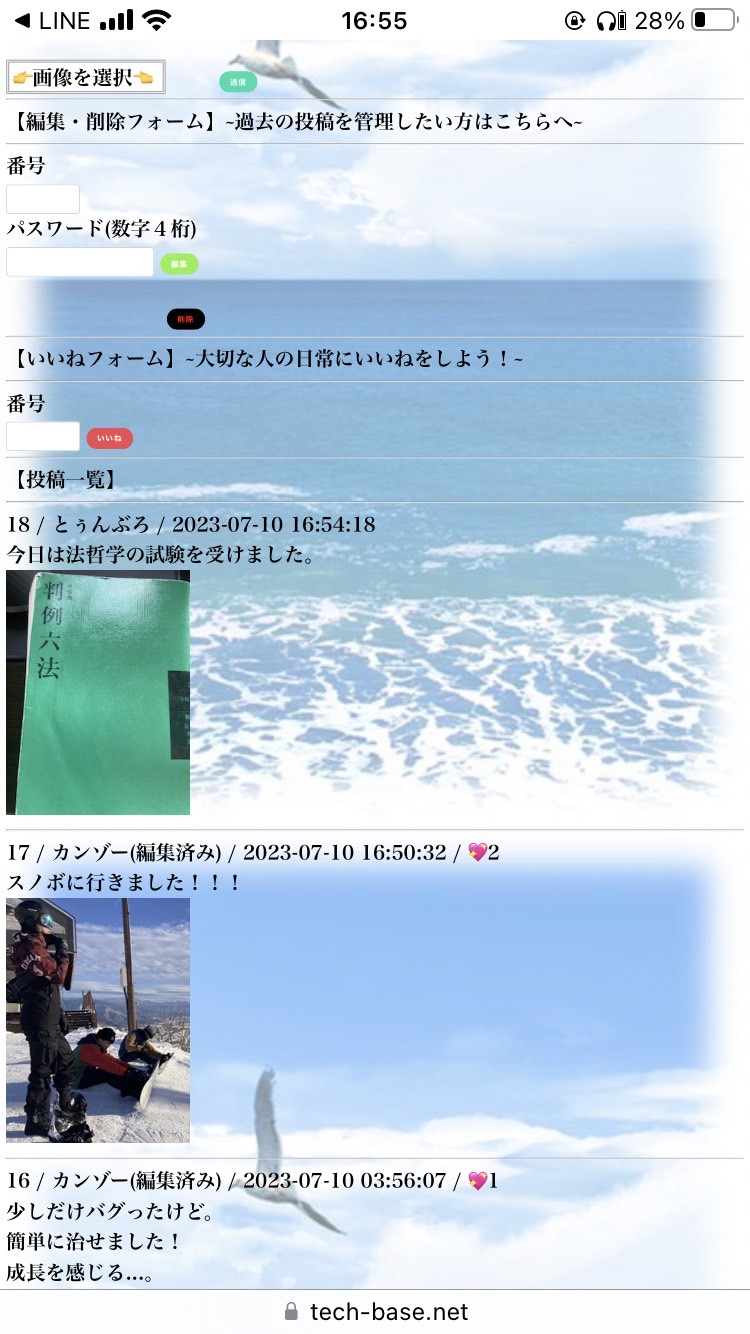 ◀ LINE 16:55 28%
👉画像を選択👈 送信
【編集・削除フォーム】~過去の投稿を管理したい方はこちらへ~
番号
パスワード(数字４桁)
編集
削除
【いいねフォーム】~大切な人の日常にいいねをしよう！~
番号
いいね
【投稿一覧】
18 / とぅんぶろ / 2023-07-10 16:54:18
今日は法哲学の試験を受けました。
判例六法
17 / カンゾー(編集済み) / 2023-07-10 16:50:32 / 💖2
スノボに行きました！！！
16 / カンゾー(編集済み) / 2023-07-10 03:56:07 / 💖1
少しだけバグったけど。
簡単に治せました！
成長を感じる...。
tech-base.net